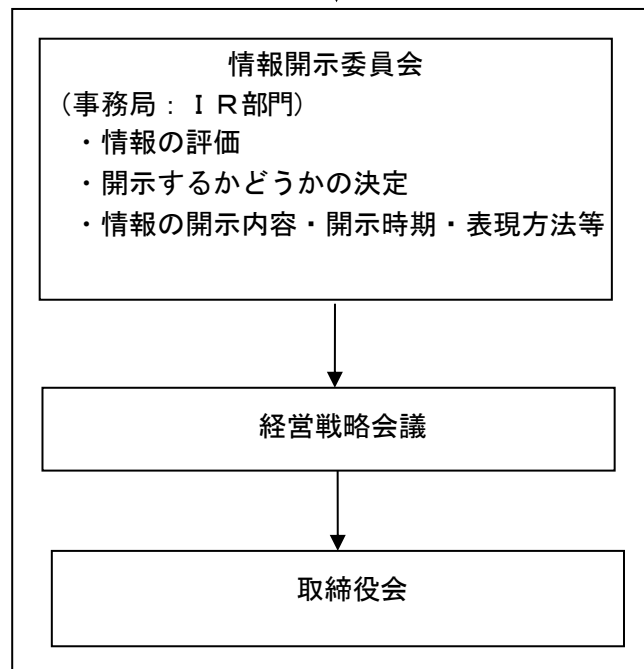 情報開示委員会
(事務局：ＩＲ部門)
・情報の評価
・開示するかどうかの決定
・情報の開示内容・開示時期・表現方法等
経営戦略会議
取締役会